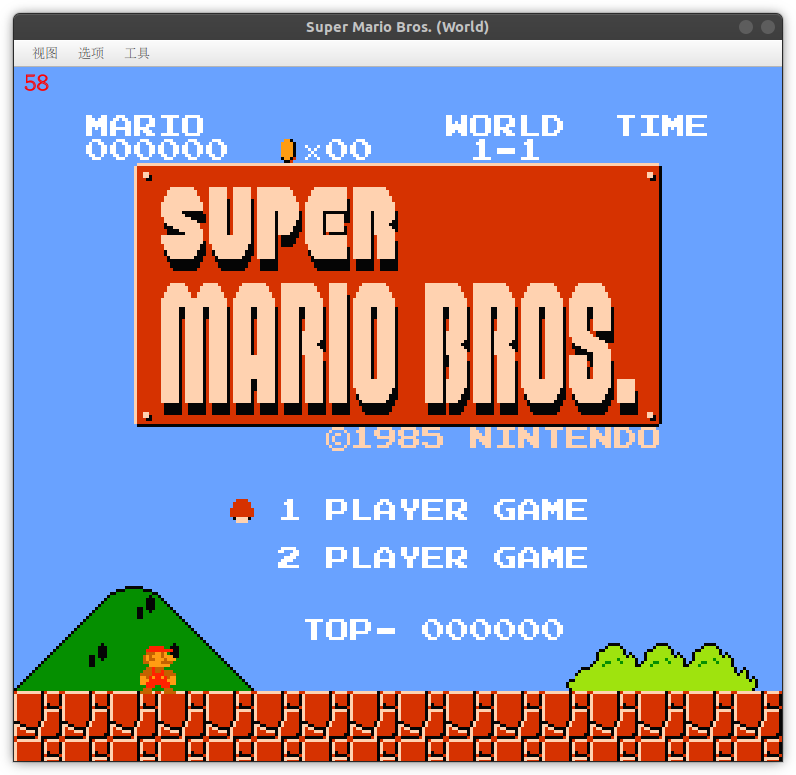 Super Mario Bros. (World)
视图 选项 工具
58
MARIO WORLD TIME
000000 ×00 1-1
SUPER
MARIO BROS.
©1985 NINTENDO
1 PLAYER GAME
2 PLAYER GAME
TOP- 000000